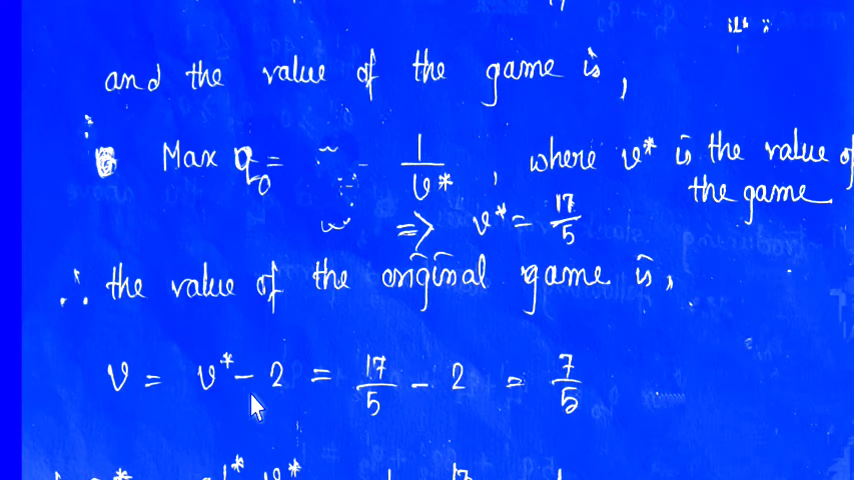 and the value of the game is,
Max q₀ = 1/v*, where v* is the value of
the game
=> v* = 17/5
∴ the value of the original game is,
v = v* - 2 = 17/5 - 2 = 7/5